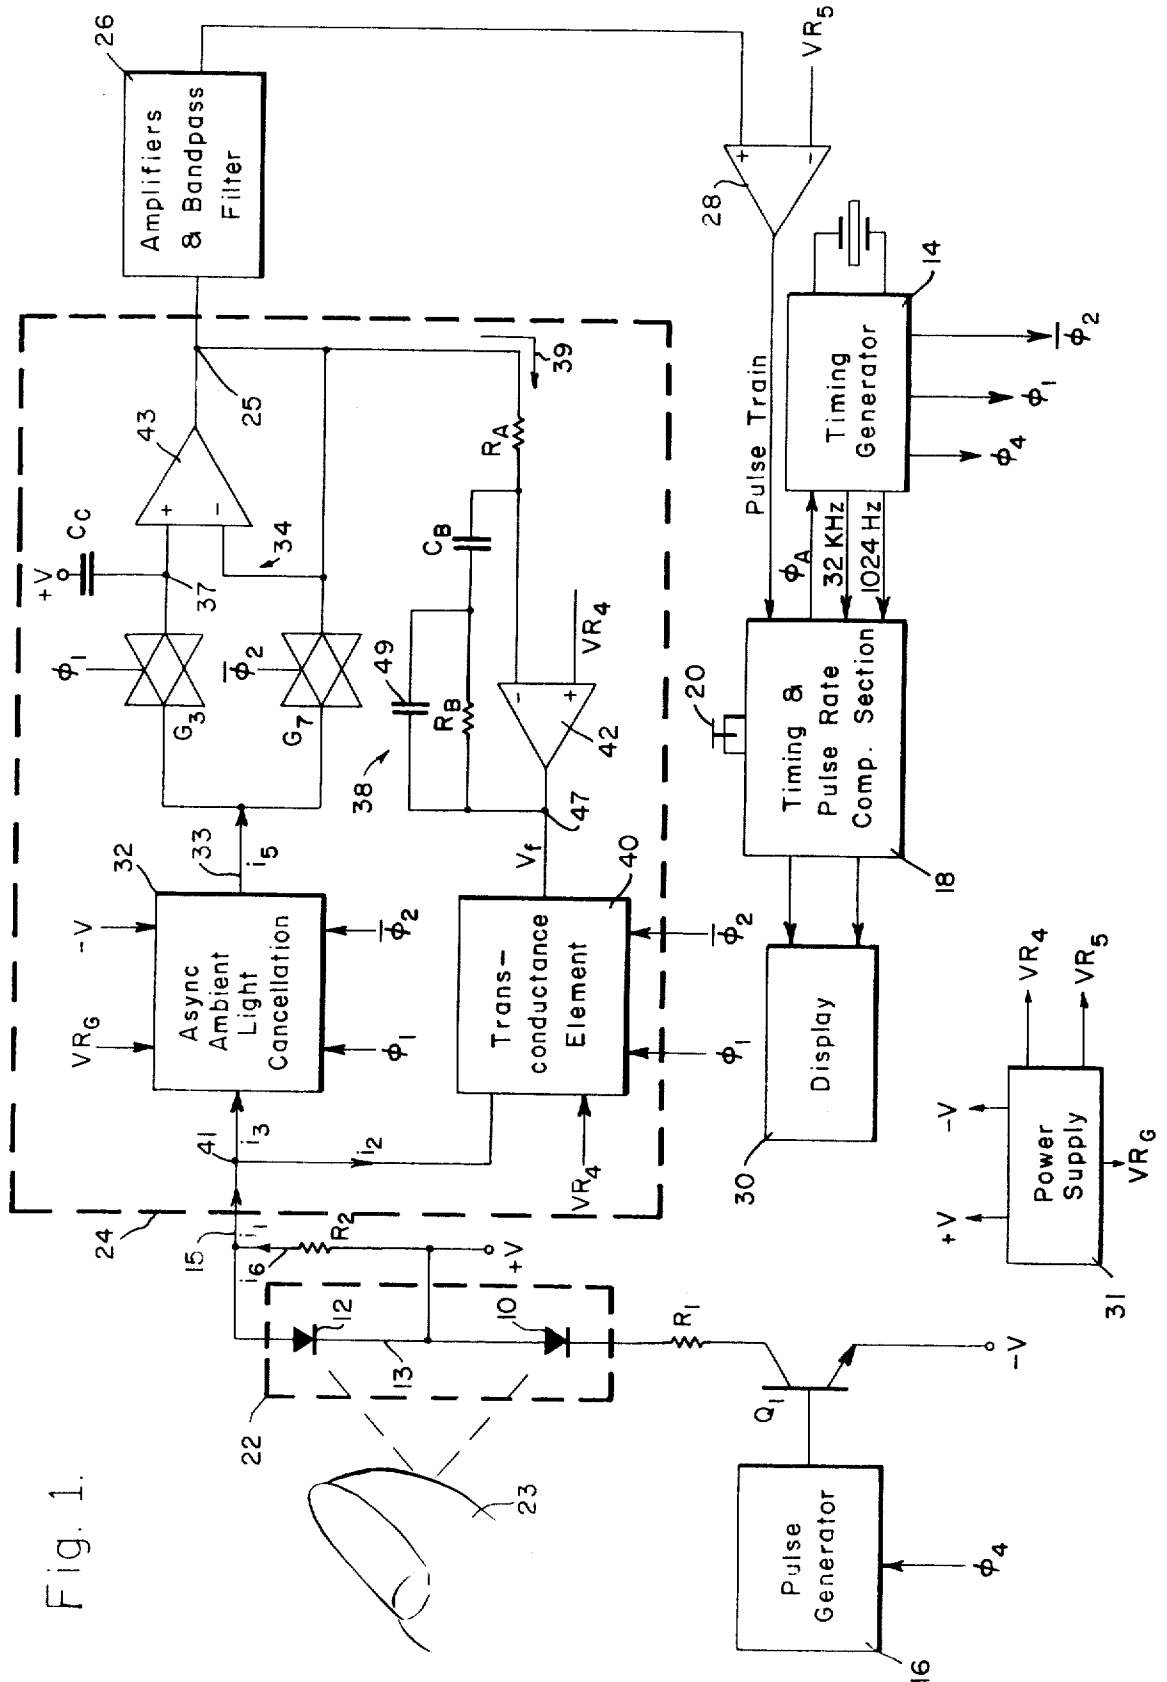 Fig. 1.
26
Amplifiers
& Bandpass
Filter
VR5
+
−
28
Pulse Train
14
Timing
Generator
ϕ̅2
ϕ1
ϕ4
ϕA
32 KHz
1024 Hz
20
Timing &
Pulse Rate
Comp. Section
18
Display
30
24
+V
CC
37
43
+
−
34
25
39
ϕ1
G3
ϕ̅2
G7
32
33
i5
Async
Ambient
Light
Cancellation
VRG
−V
ϕ1
ϕ̅2
RA
CB
49
RB
38
−
+
VR4
42
47
Vf
40
Trans-
conductance
Element
ϕ1
ϕ̅2
VR4
41
i3
i2
15
i1
i6
R2
+V
22
12
13
10
23
R1
Q1
−V
Pulse
Generator
16
ϕ4
Power
Supply
31
+V
−V
VRG
VR4
VR5